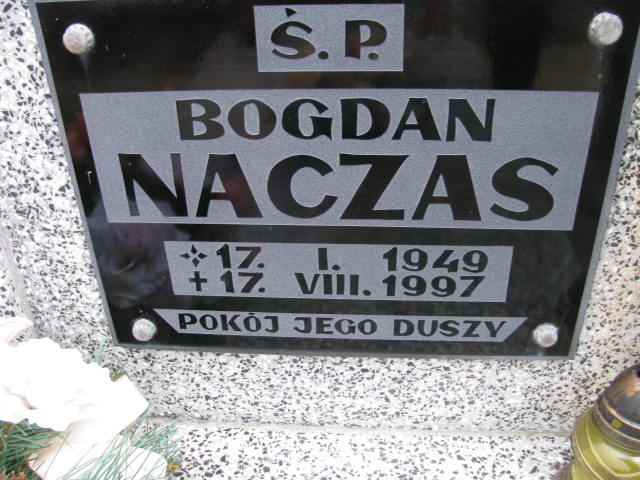 Ś.P.
BOGDAN
NACZAS
✧ 17. I. 1949
+ 17. VIII. 1997
POKÓJ JEGO DUSZY